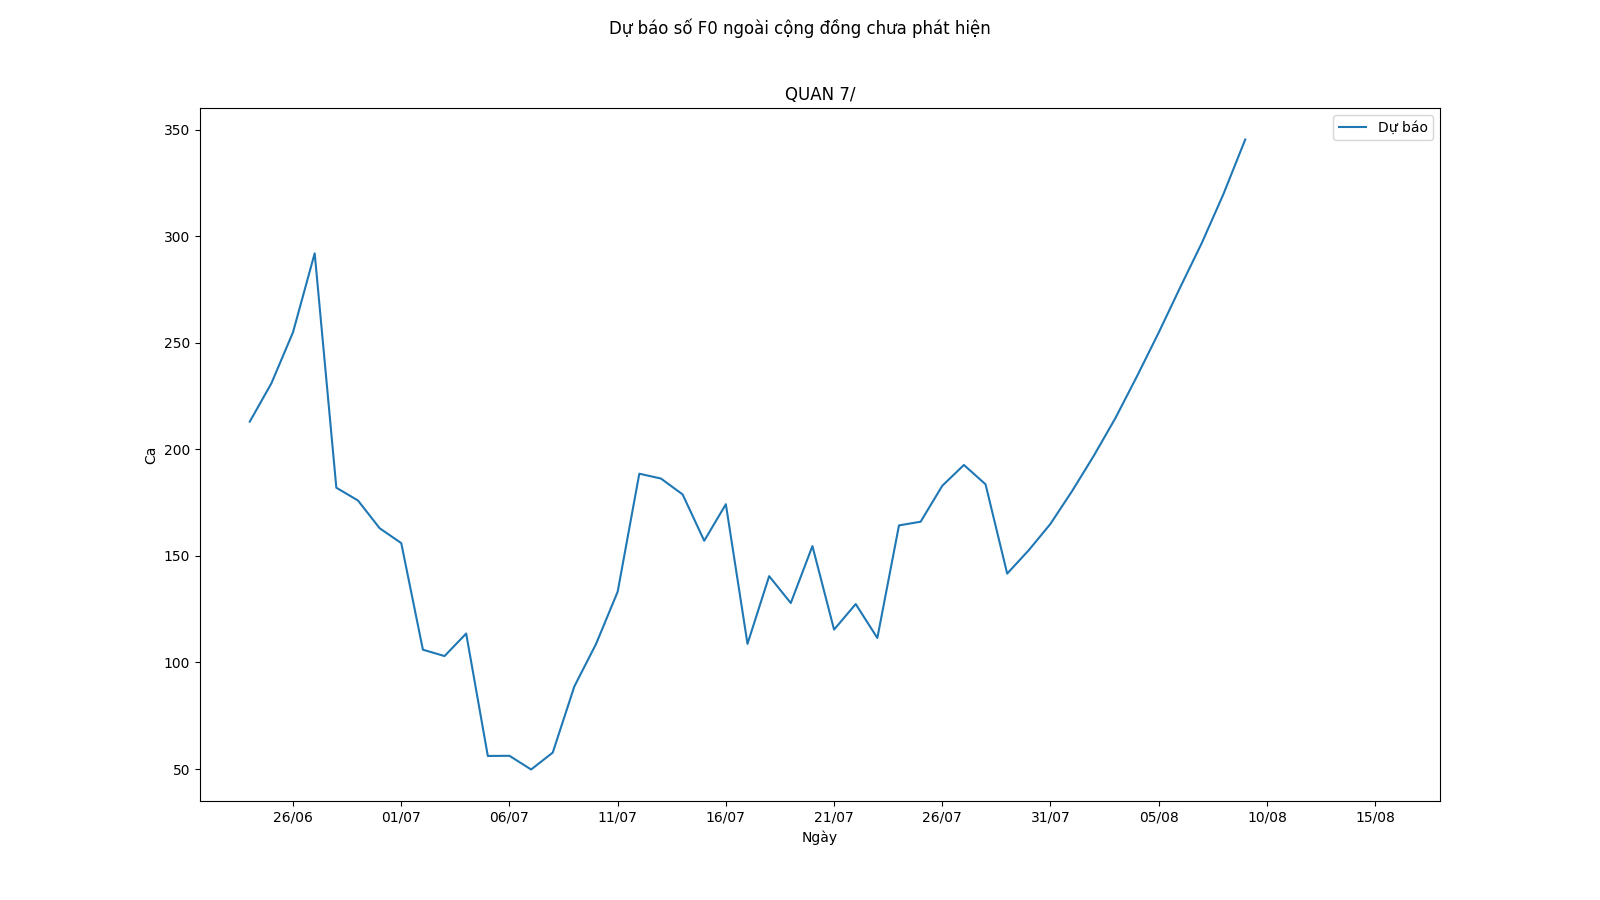 Dự báo số F0 ngoài cộng đồng chưa phát hiện
QUAN 7/
Dự báo
350
300
250
200
150
100
50
Ca
26/06 01/07 06/07 11/07 16/07 21/07 26/07 31/07 05/08 10/08 15/08
Ngày